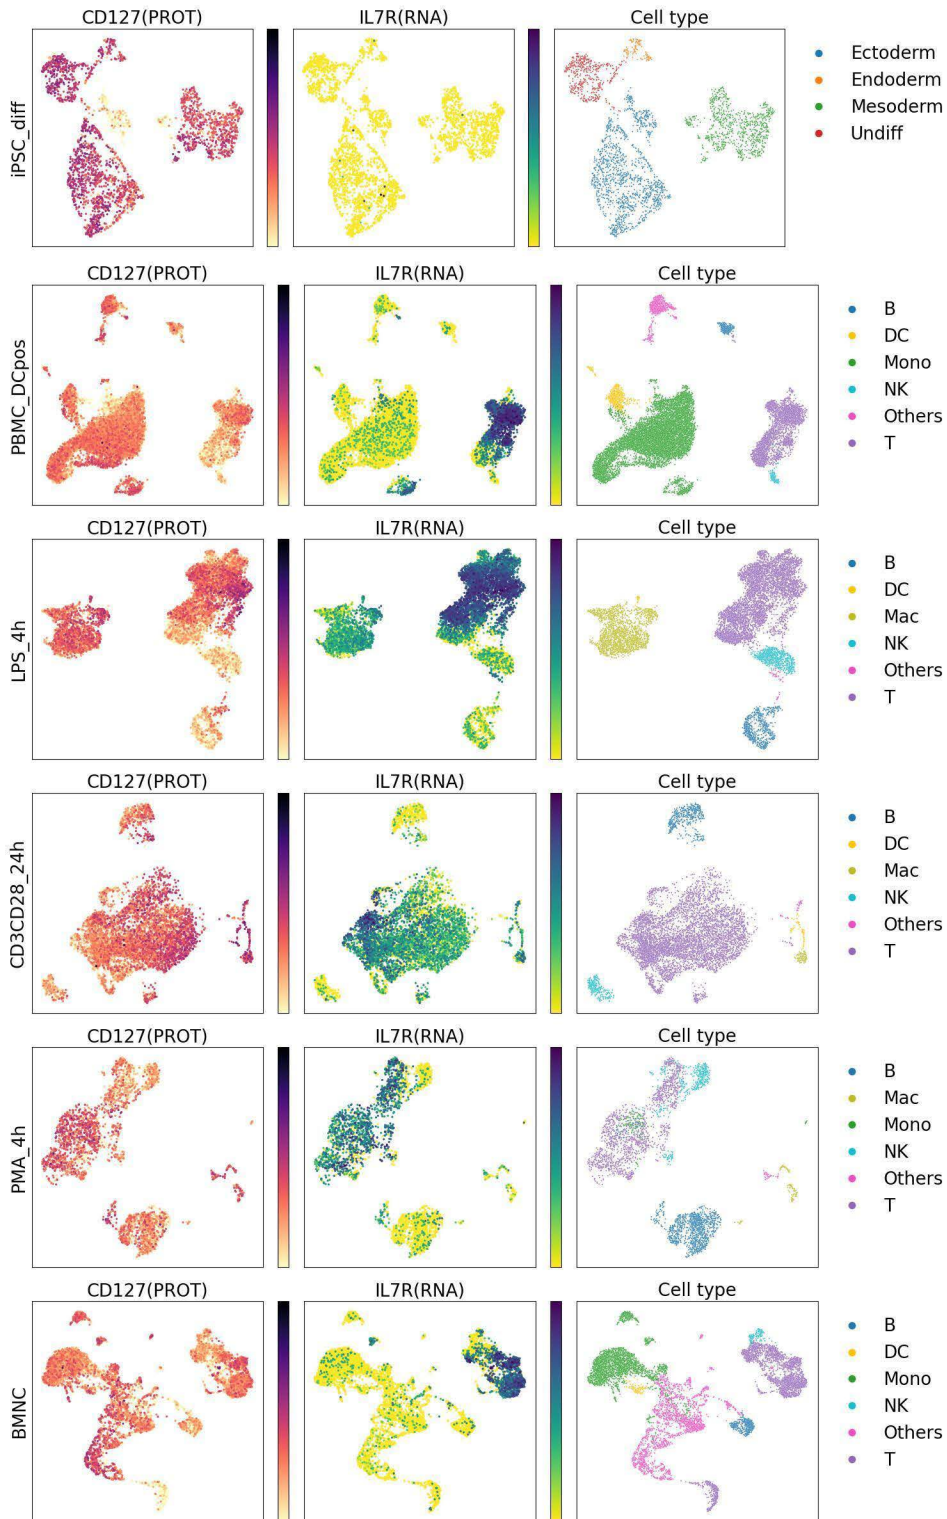 CD127(PROT) IL7R(RNA) Cell type
iPSC_diff
Ectoderm
Endoderm
Mesoderm
Undiff
CD127(PROT) IL7R(RNA) Cell type
PBMC_DCpos
B
DC
Mono
NK
Others
T
CD127(PROT) IL7R(RNA) Cell type
LPS_4h
B
DC
Mac
NK
Others
T
CD127(PROT) IL7R(RNA) Cell type
CD3CD28_24h
B
DC
Mac
NK
Others
T
CD127(PROT) IL7R(RNA) Cell type
PMA_4h
B
Mac
Mono
NK
Others
T
CD127(PROT) IL7R(RNA) Cell type
BMNC
B
DC
Mono
NK
Others
T